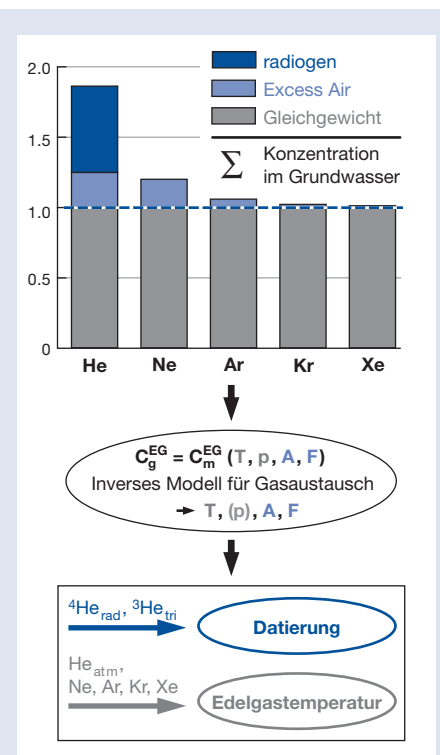 2.0
1.5
1.0
0.5
0
radiogen
Excess Air
Gleichgewicht
∑ Konzentration
im Grundwasser
He Ne Ar Kr Xe
C_g^EG = C_m^EG (T, p, A, F)
Inverses Modell für Gasaustausch
→ T, (p), A, F
⁴He_rad, ³He_tri
Datierung
He_atm,
Ne, Ar, Kr, Xe
Edelgastemperatur